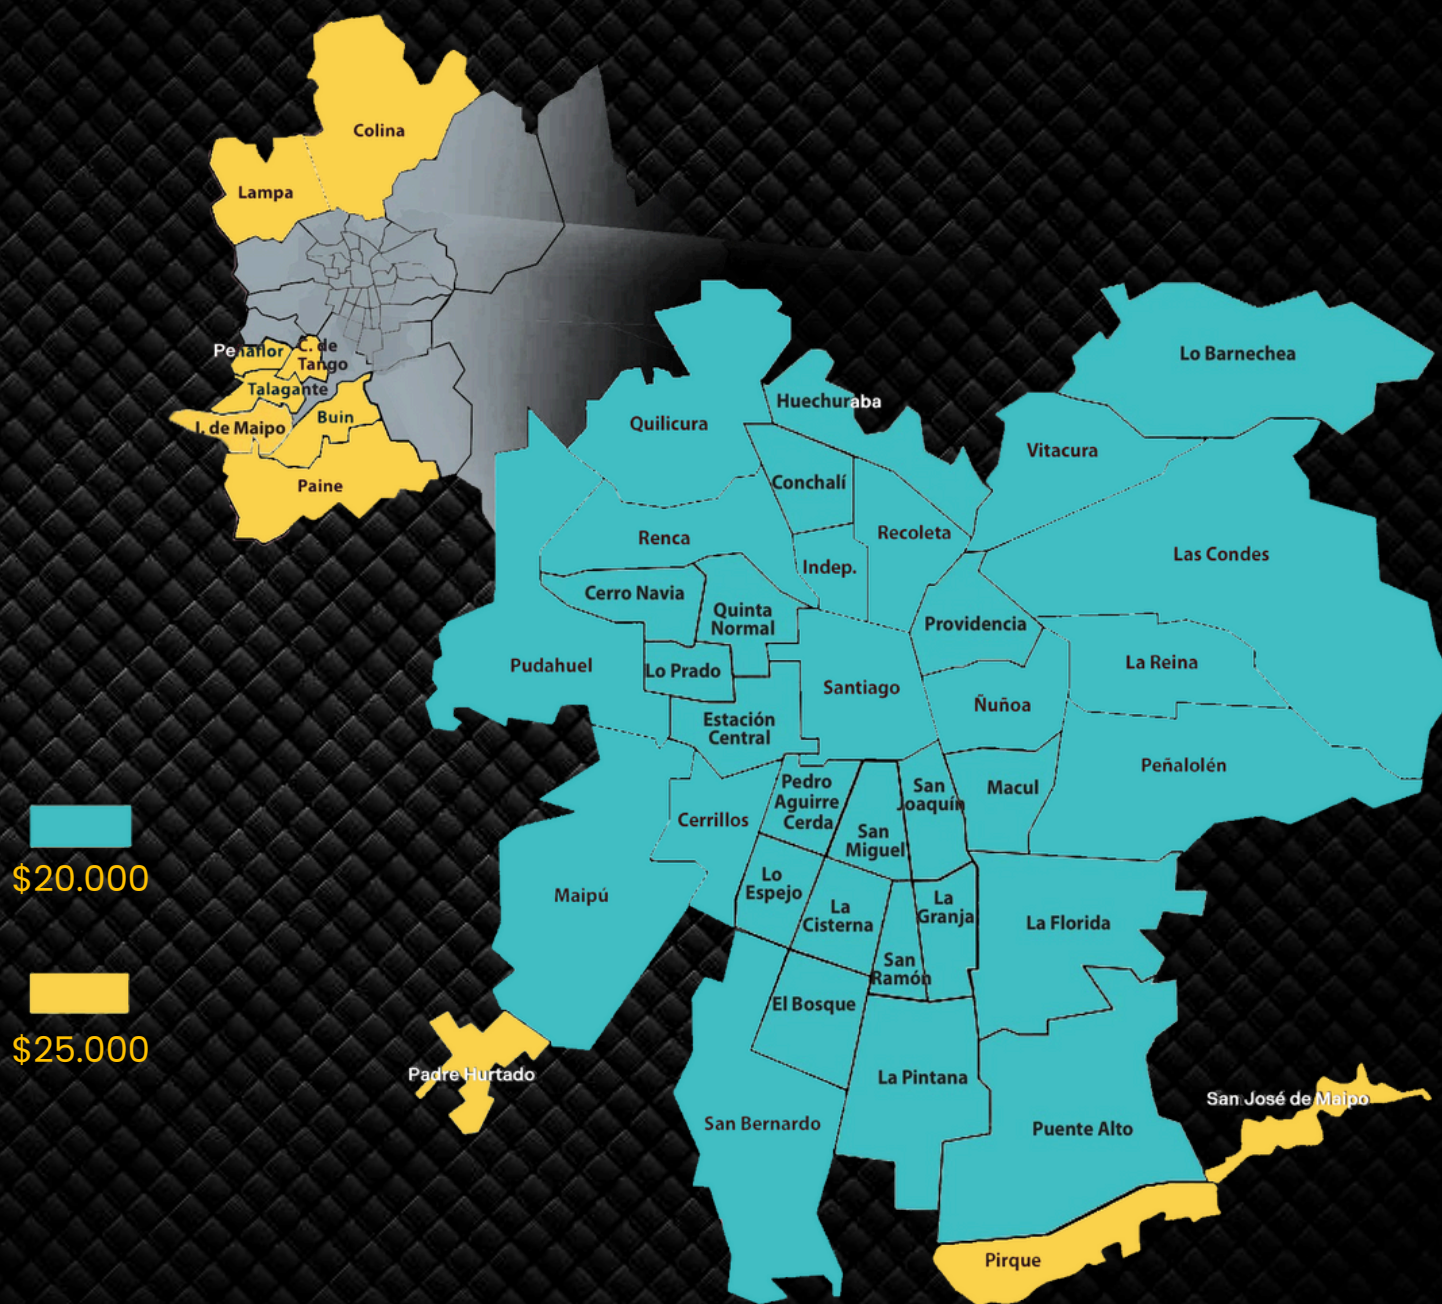 Colina
Lampa
Peñaflor
C. de
Tango
Talagante
Buin
I. de Maipo
Paine
Lo Barnechea
Huechuraba
Quilicura
Vitacura
Conchalí
Recoleta
Renca
Las Condes
Indep.
Cerro Navia
Quinta
Normal
Providencia
Pudahuel
Lo Prado
La Reina
Santiago
Ñuñoa
Estación
Central
Peñalolén
Pedro
Aguirre
Cerda
San
Joaquín
Macul
Cerrillos
San
Miguel
$20.000
Maipú
Lo
Espejo
La
Cisterna
La
Granja
La Florida
San
Ramón
El Bosque
$25.000
Padre Hurtado
La Pintana
San José de Maipo
San Bernardo
Puente Alto
Pirque